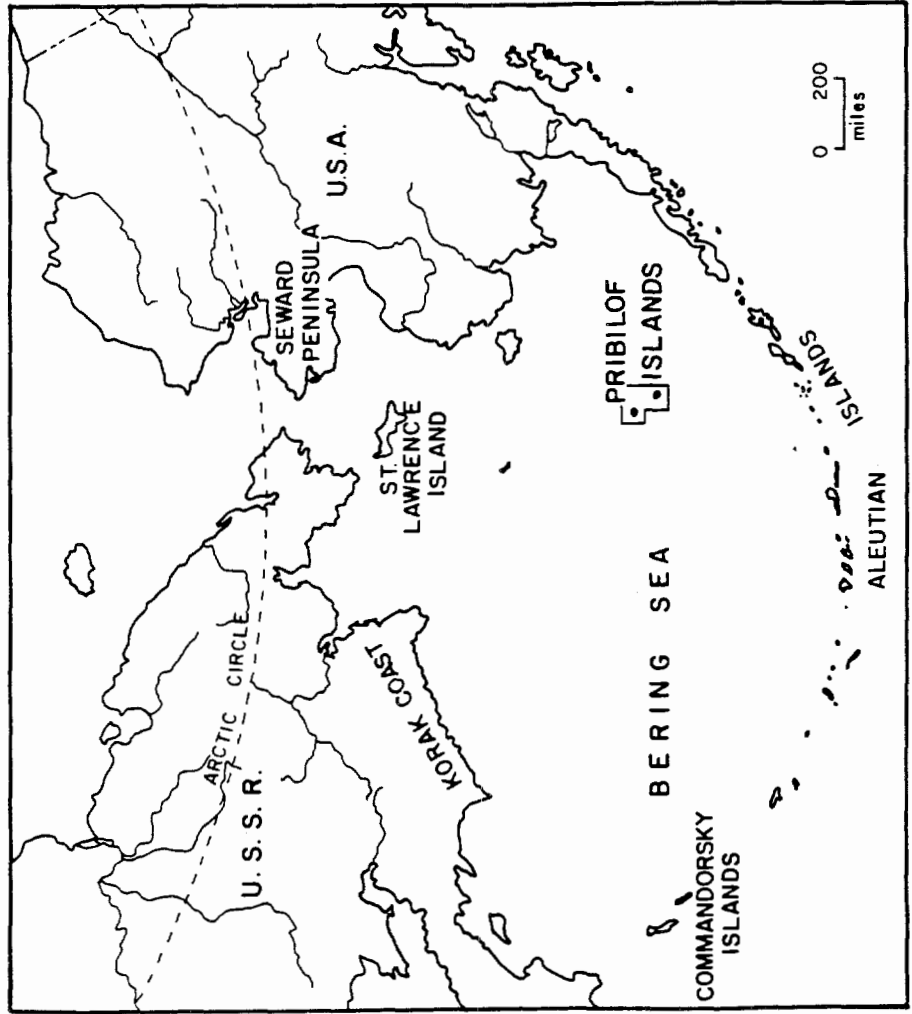 U.S.A.
SEWARD
PENINSULA
ST.
LAWRENCE
ISLAND
ARCTIC CIRCLE
U.S.S.R.
KORAK COAST
PRIBILOF
ISLANDS
BERING SEA
COMMANDORSKY
ISLANDS
ALEUTIAN
ISLANDS
0 200
miles